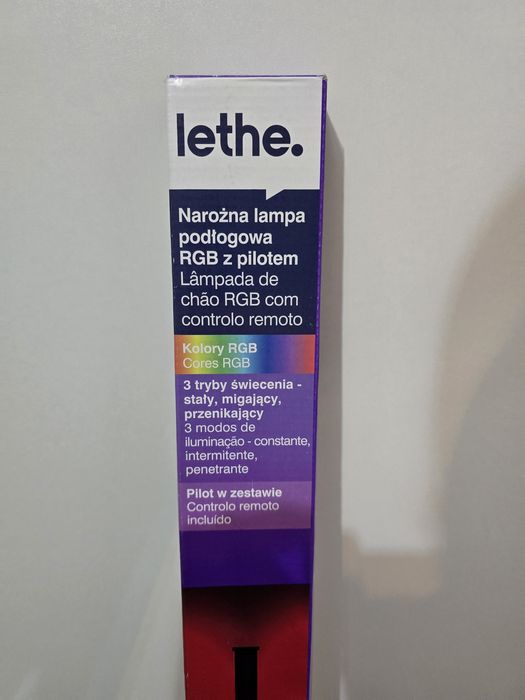 lethe.
Narożna lampa
podłogowa
RGB z pilotem
Lâmpada de
chão RGB com
controlo remoto
Kolory RGB
Cores RGB
3 tryby świecenia -
stały, migający,
przenikający
3 modos de
iluminação - constante,
intermitente,
penetrante
Pilot w zestawie
Controlo remoto
incluído